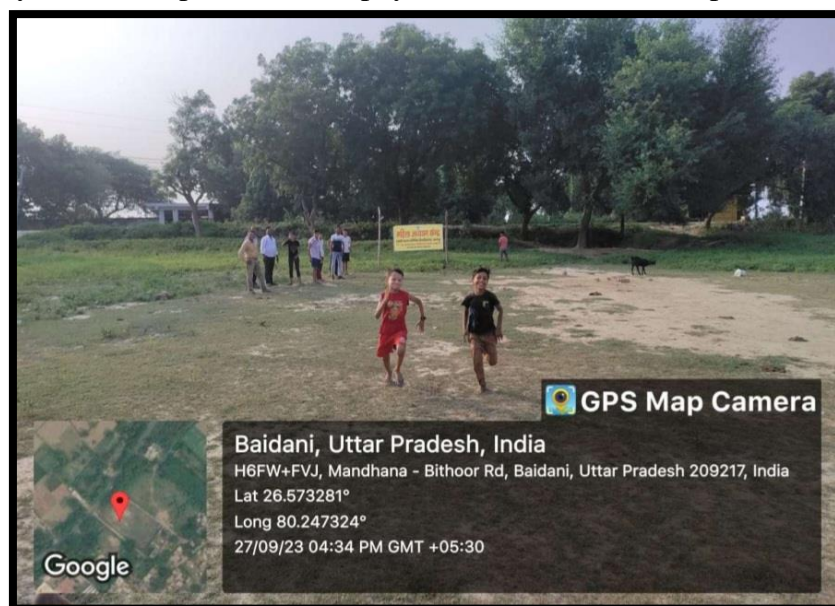 GPS Map Camera
Baidani, Uttar Pradesh, India
H6FW+FVJ, Mandhana - Bithoor Rd, Baidani, Uttar Pradesh 209217, India
Lat 26.573281°
Long 80.247324°
27/09/23 04:34 PM GMT +05:30
Google